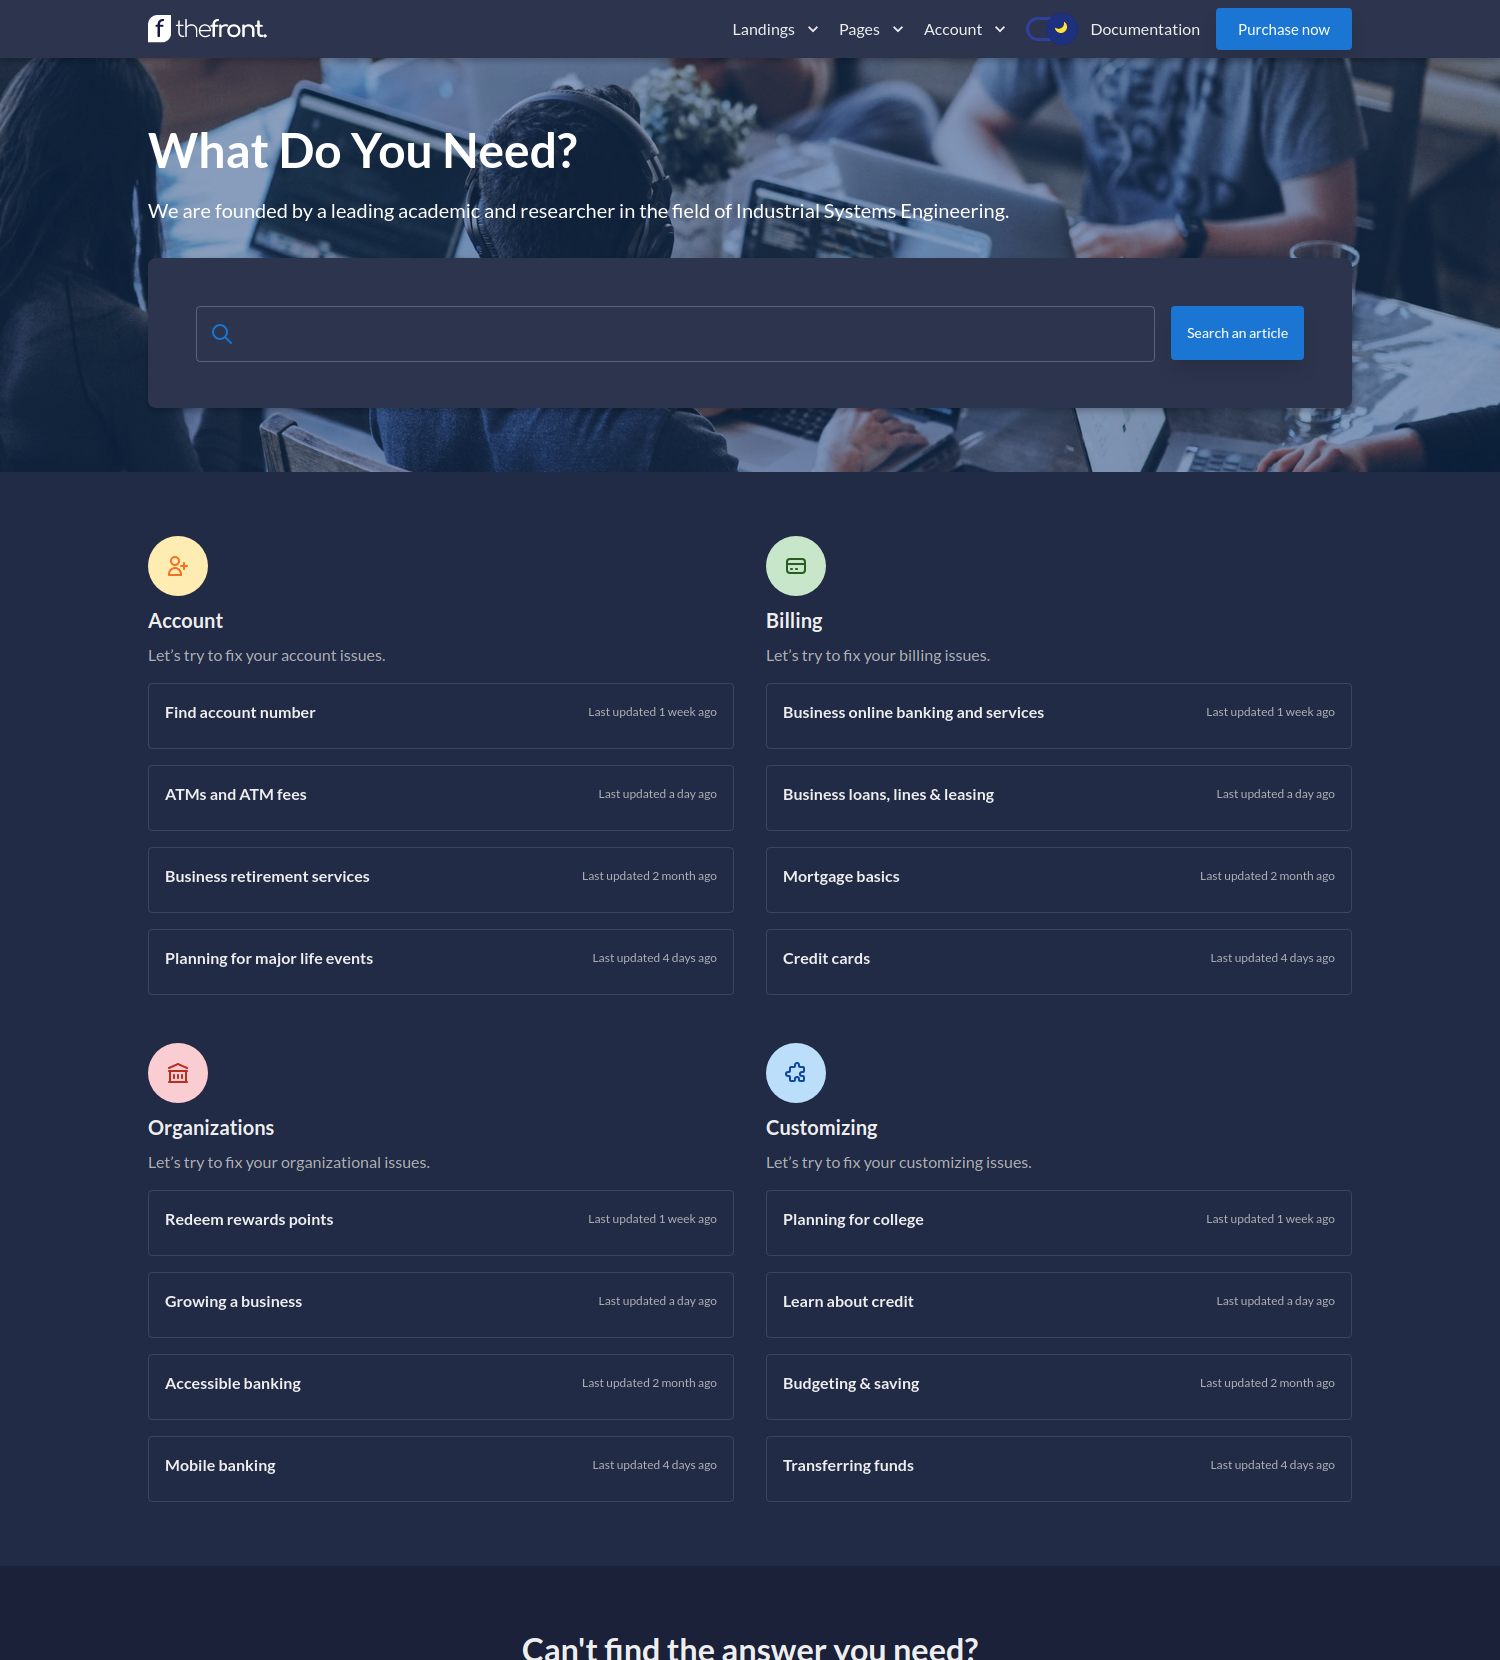 thefront.
Landings Pages Account Documentation Purchase now
What Do You Need?
We are founded by a leading academic and researcher in the field of Industrial Systems Engineering.
Search an article
Account
Let’s try to fix your account issues.
Find account number Last updated 1 week ago
ATMs and ATM fees Last updated a day ago
Business retirement services Last updated 2 month ago
Planning for major life events Last updated 4 days ago
Billing
Let’s try to fix your billing issues.
Business online banking and services Last updated 1 week ago
Business loans, lines & leasing Last updated a day ago
Mortgage basics Last updated 2 month ago
Credit cards Last updated 4 days ago
Organizations
Let’s try to fix your organizational issues.
Redeem rewards points Last updated 1 week ago
Growing a business Last updated a day ago
Accessible banking Last updated 2 month ago
Mobile banking Last updated 4 days ago
Customizing
Let’s try to fix your customizing issues.
Planning for college Last updated 1 week ago
Learn about credit Last updated a day ago
Budgeting & saving Last updated 2 month ago
Transferring funds Last updated 4 days ago
Can't find the answer you need?